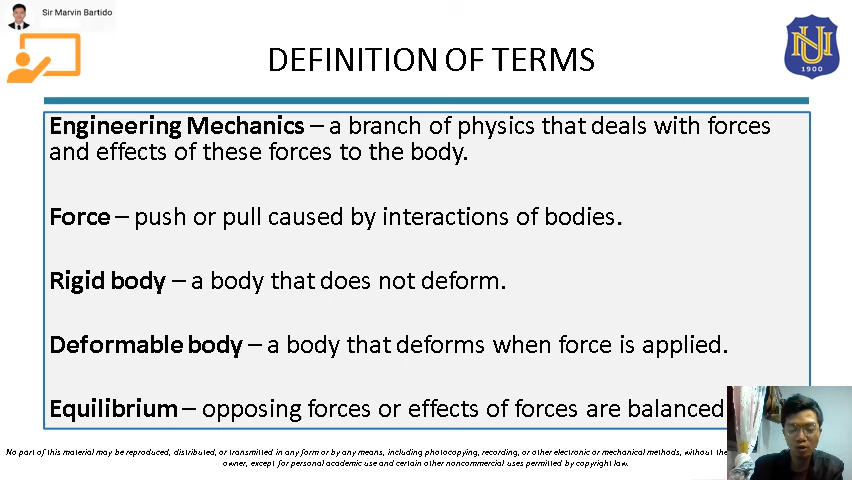 Sir Marvin Bartido
DEFINITION OF TERMS
NU
1900
Engineering Mechanics – a branch of physics that deals with forces
and effects of these forces to the body.
Force – push or pull caused by interactions of bodies.
Rigid body – a body that does not deform.
Deformable body – a body that deforms when force is applied.
Equilibrium – opposing forces or effects of forces are balanced
No part of this material may be reproduced, distributed, or transmitted in any form or by any means, including photocopying, recording, or other electronic or mechanical methods, without the
owner, except for personal academic use and certain other noncommercial uses permitted by copyright law.